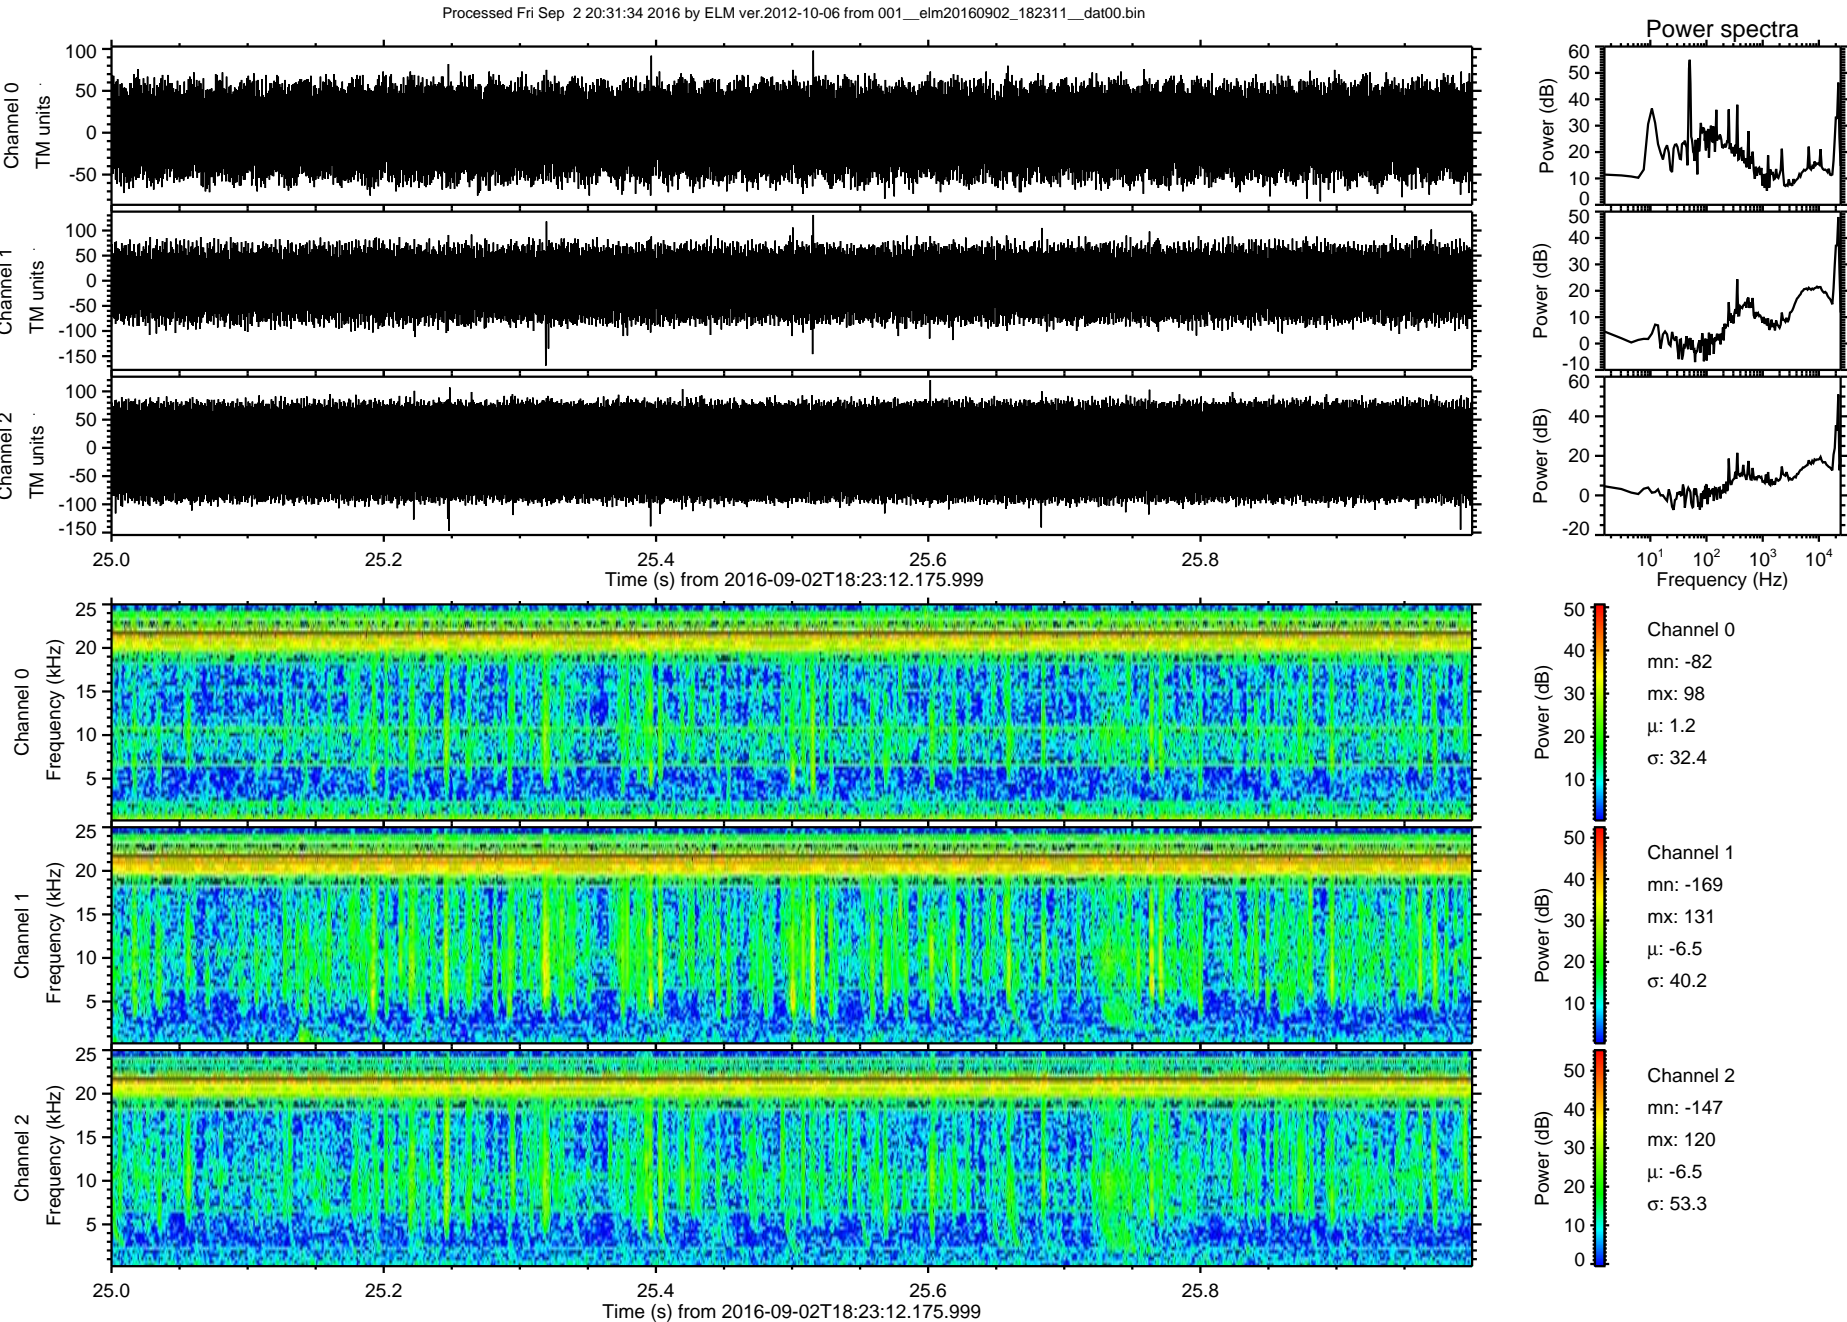 Processed Fri Sep  2 20:31:34 2016 by ELM ver.2012-10-06 from 001__elm20160902_182311__dat00.bin
Power spectra
Channel 0
TM units
100
50
0
-50
Power (dB)
60
50
40
30
20
10
0
Channel 1
TM units
100
50
0
-50
-100
-150
Power (dB)
50
40
30
20
10
0
-10
Channel 2
TM units
100
50
0
-50
-100
-150
Power (dB)
60
40
20
0
-20
25.0 25.2 25.4 25.6 25.8
Time (s) from 2016-09-02T18:23:12.175.999
10^1 10^2 10^3 10^4
Frequency (Hz)
Channel 0
Frequency (kHz)
25
20
15
10
5
Power (dB)
50
40
30
20
10
Channel 0
mn: -82
mx: 98
μ: 1.2
σ: 32.4
Channel 1
Frequency (kHz)
25
20
15
10
5
Power (dB)
50
40
30
20
10
Channel 1
mn: -169
mx: 131
μ: -6.5
σ: 40.2
Channel 2
Frequency (kHz)
25
20
15
10
5
Power (dB)
50
40
30
20
10
0
Channel 2
mn: -147
mx: 120
μ: -6.5
σ: 53.3
25.0 25.2 25.4 25.6 25.8
Time (s) from 2016-09-02T18:23:12.175.999